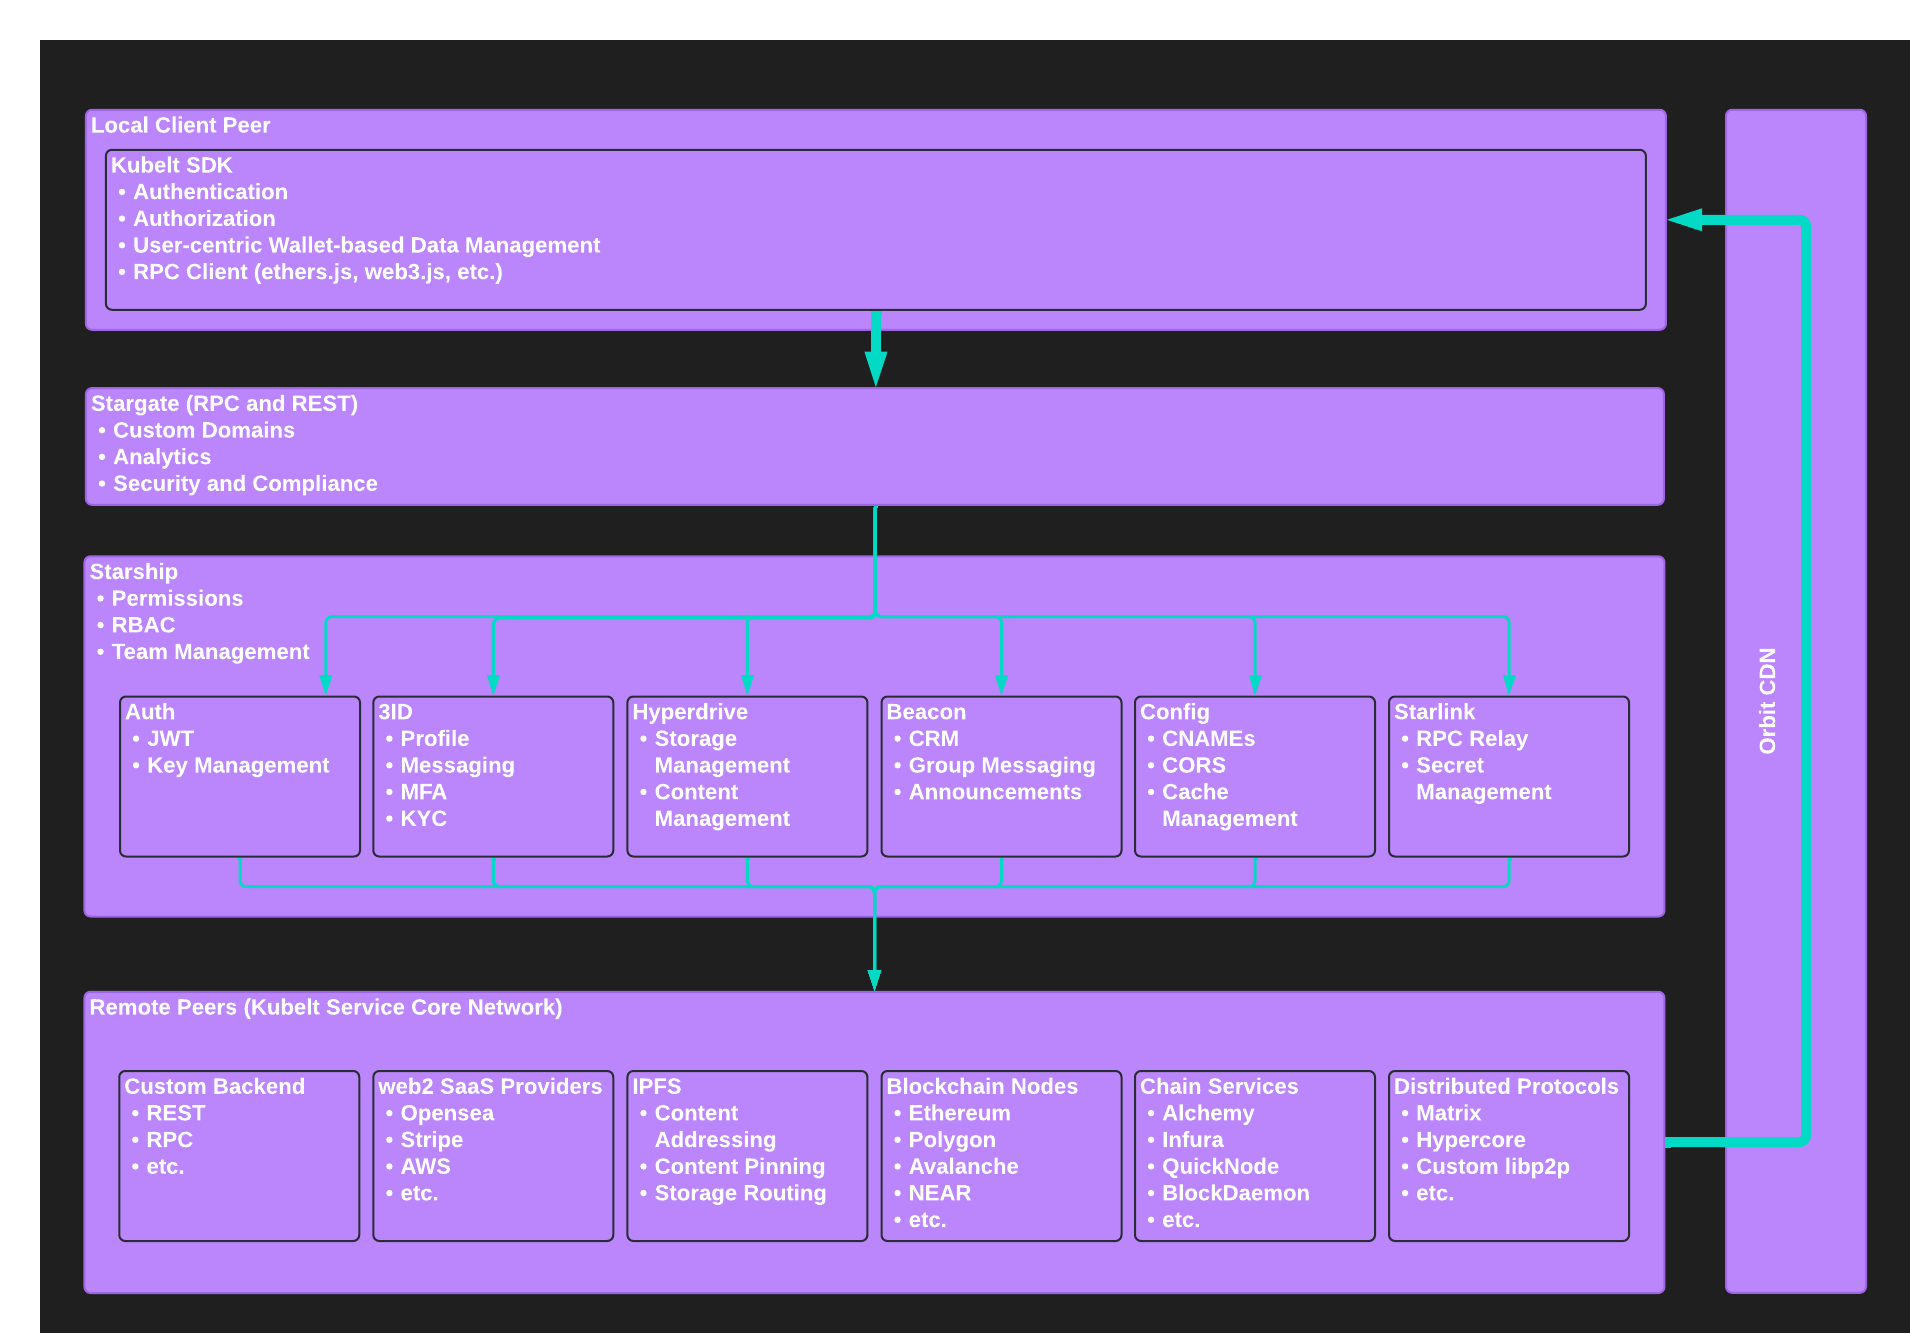 Local Client Peer
Kubelt SDK
• Authentication
• Authorization
• User-centric Wallet-based Data Management
• RPC Client (ethers.js, web3.js, etc.)
Stargate (RPC and REST)
• Custom Domains
• Analytics
• Security and Compliance
Starship
• Permissions
• RBAC
• Team Management
Auth
• JWT
• Key Management
3ID
• Profile
• Messaging
• MFA
• KYC
Hyperdrive
• Storage
Management
• Content
Management
Beacon
• CRM
• Group Messaging
• Announcements
Config
• CNAMEs
• CORS
• Cache
Management
Starlink
• RPC Relay
• Secret
Management
Remote Peers (Kubelt Service Core Network)
Custom Backend
• REST
• RPC
• etc.
web2 SaaS Providers
• Opensea
• Stripe
• AWS
• etc.
IPFS
• Content
Addressing
• Content Pinning
• Storage Routing
Blockchain Nodes
• Ethereum
• Polygon
• Avalanche
• NEAR
• etc.
Chain Services
• Alchemy
• Infura
• QuickNode
• BlockDaemon
• etc.
Distributed Protocols
• Matrix
• Hypercore
• Custom libp2p
• etc.
Orbit CDN